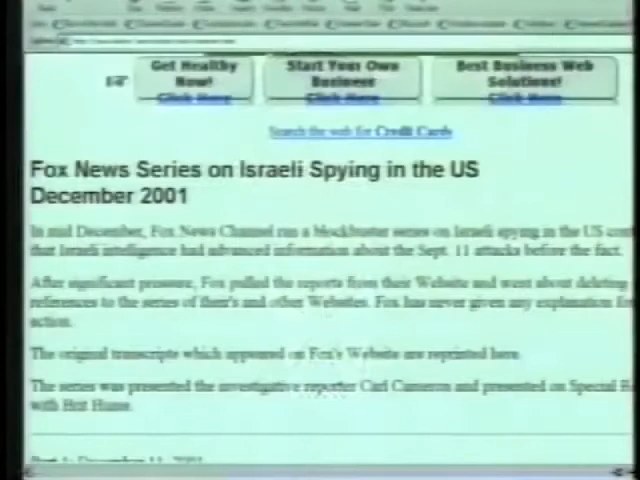 Get Healthy Start Your Own Best Business Web
Now! Business Solutions!
Click Here Click Here Click Here
Search the web for Credit Cards
Fox News Series on Israeli Spying in the US
December 2001
In mid December, Fox News Channel run a blockbuster series on Israeli spying in the US
that Israeli intelligence had advanced information about the Sept. 11 attacks before the fact.
After significant pressure, Fox pulled the reports from their Website and went about deleting
references to the series of their's and other Websites. Fox has never given any explanation
action.
The original transcripts which appeared on Fox's Website are reprinted here.
The series was presented the investigative reporter Carl Cameron and presented on Special
with Brit Hume.